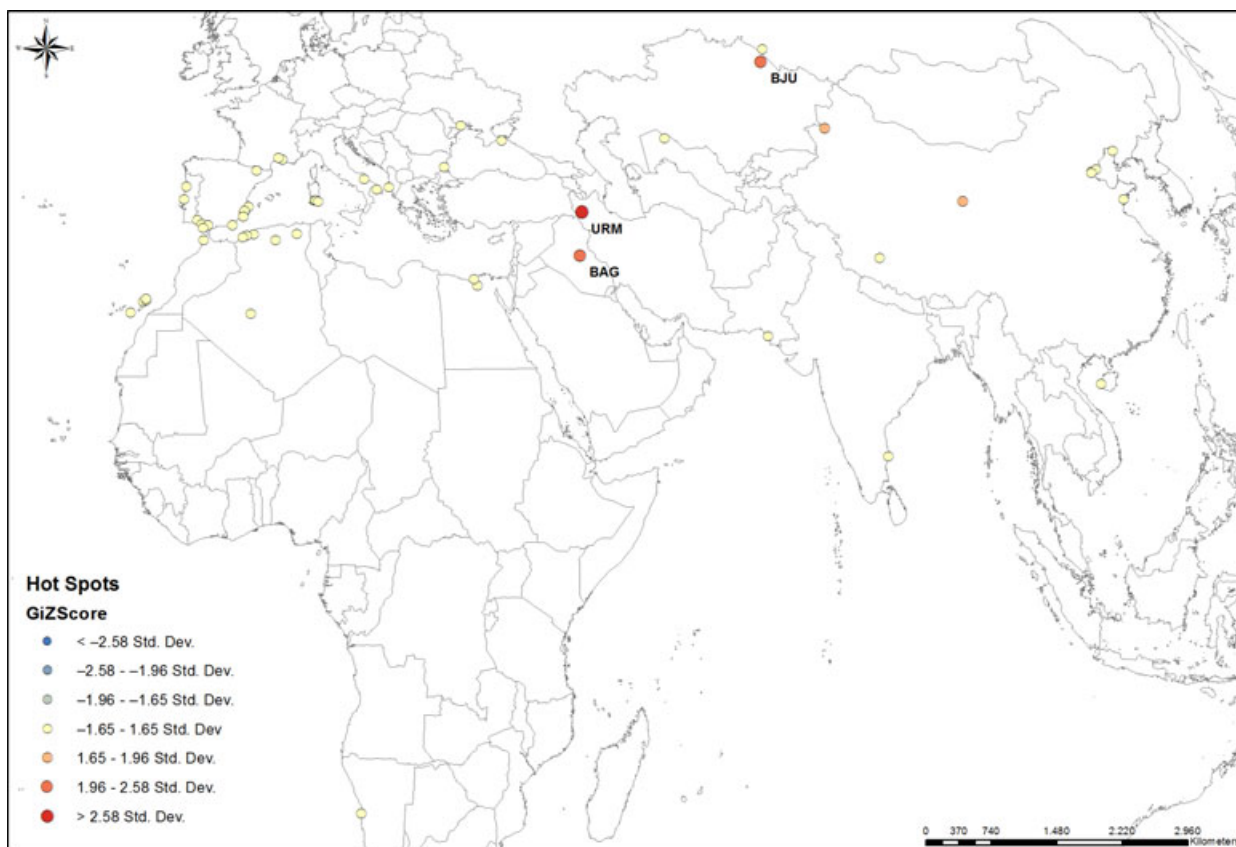 N
BJU
URM
BAG
Hot Spots
GiZScore
< –2.58 Std. Dev.
–2.58 - –1.96 Std. Dev.
–1.96 - –1.65 Std. Dev.
–1.65 - 1.65 Std. Dev
1.65 - 1.96 Std. Dev.
1.96 - 2.58 Std. Dev.
> 2.58 Std. Dev.
0 370 740 1.480 2.220 2.960
Kilometers